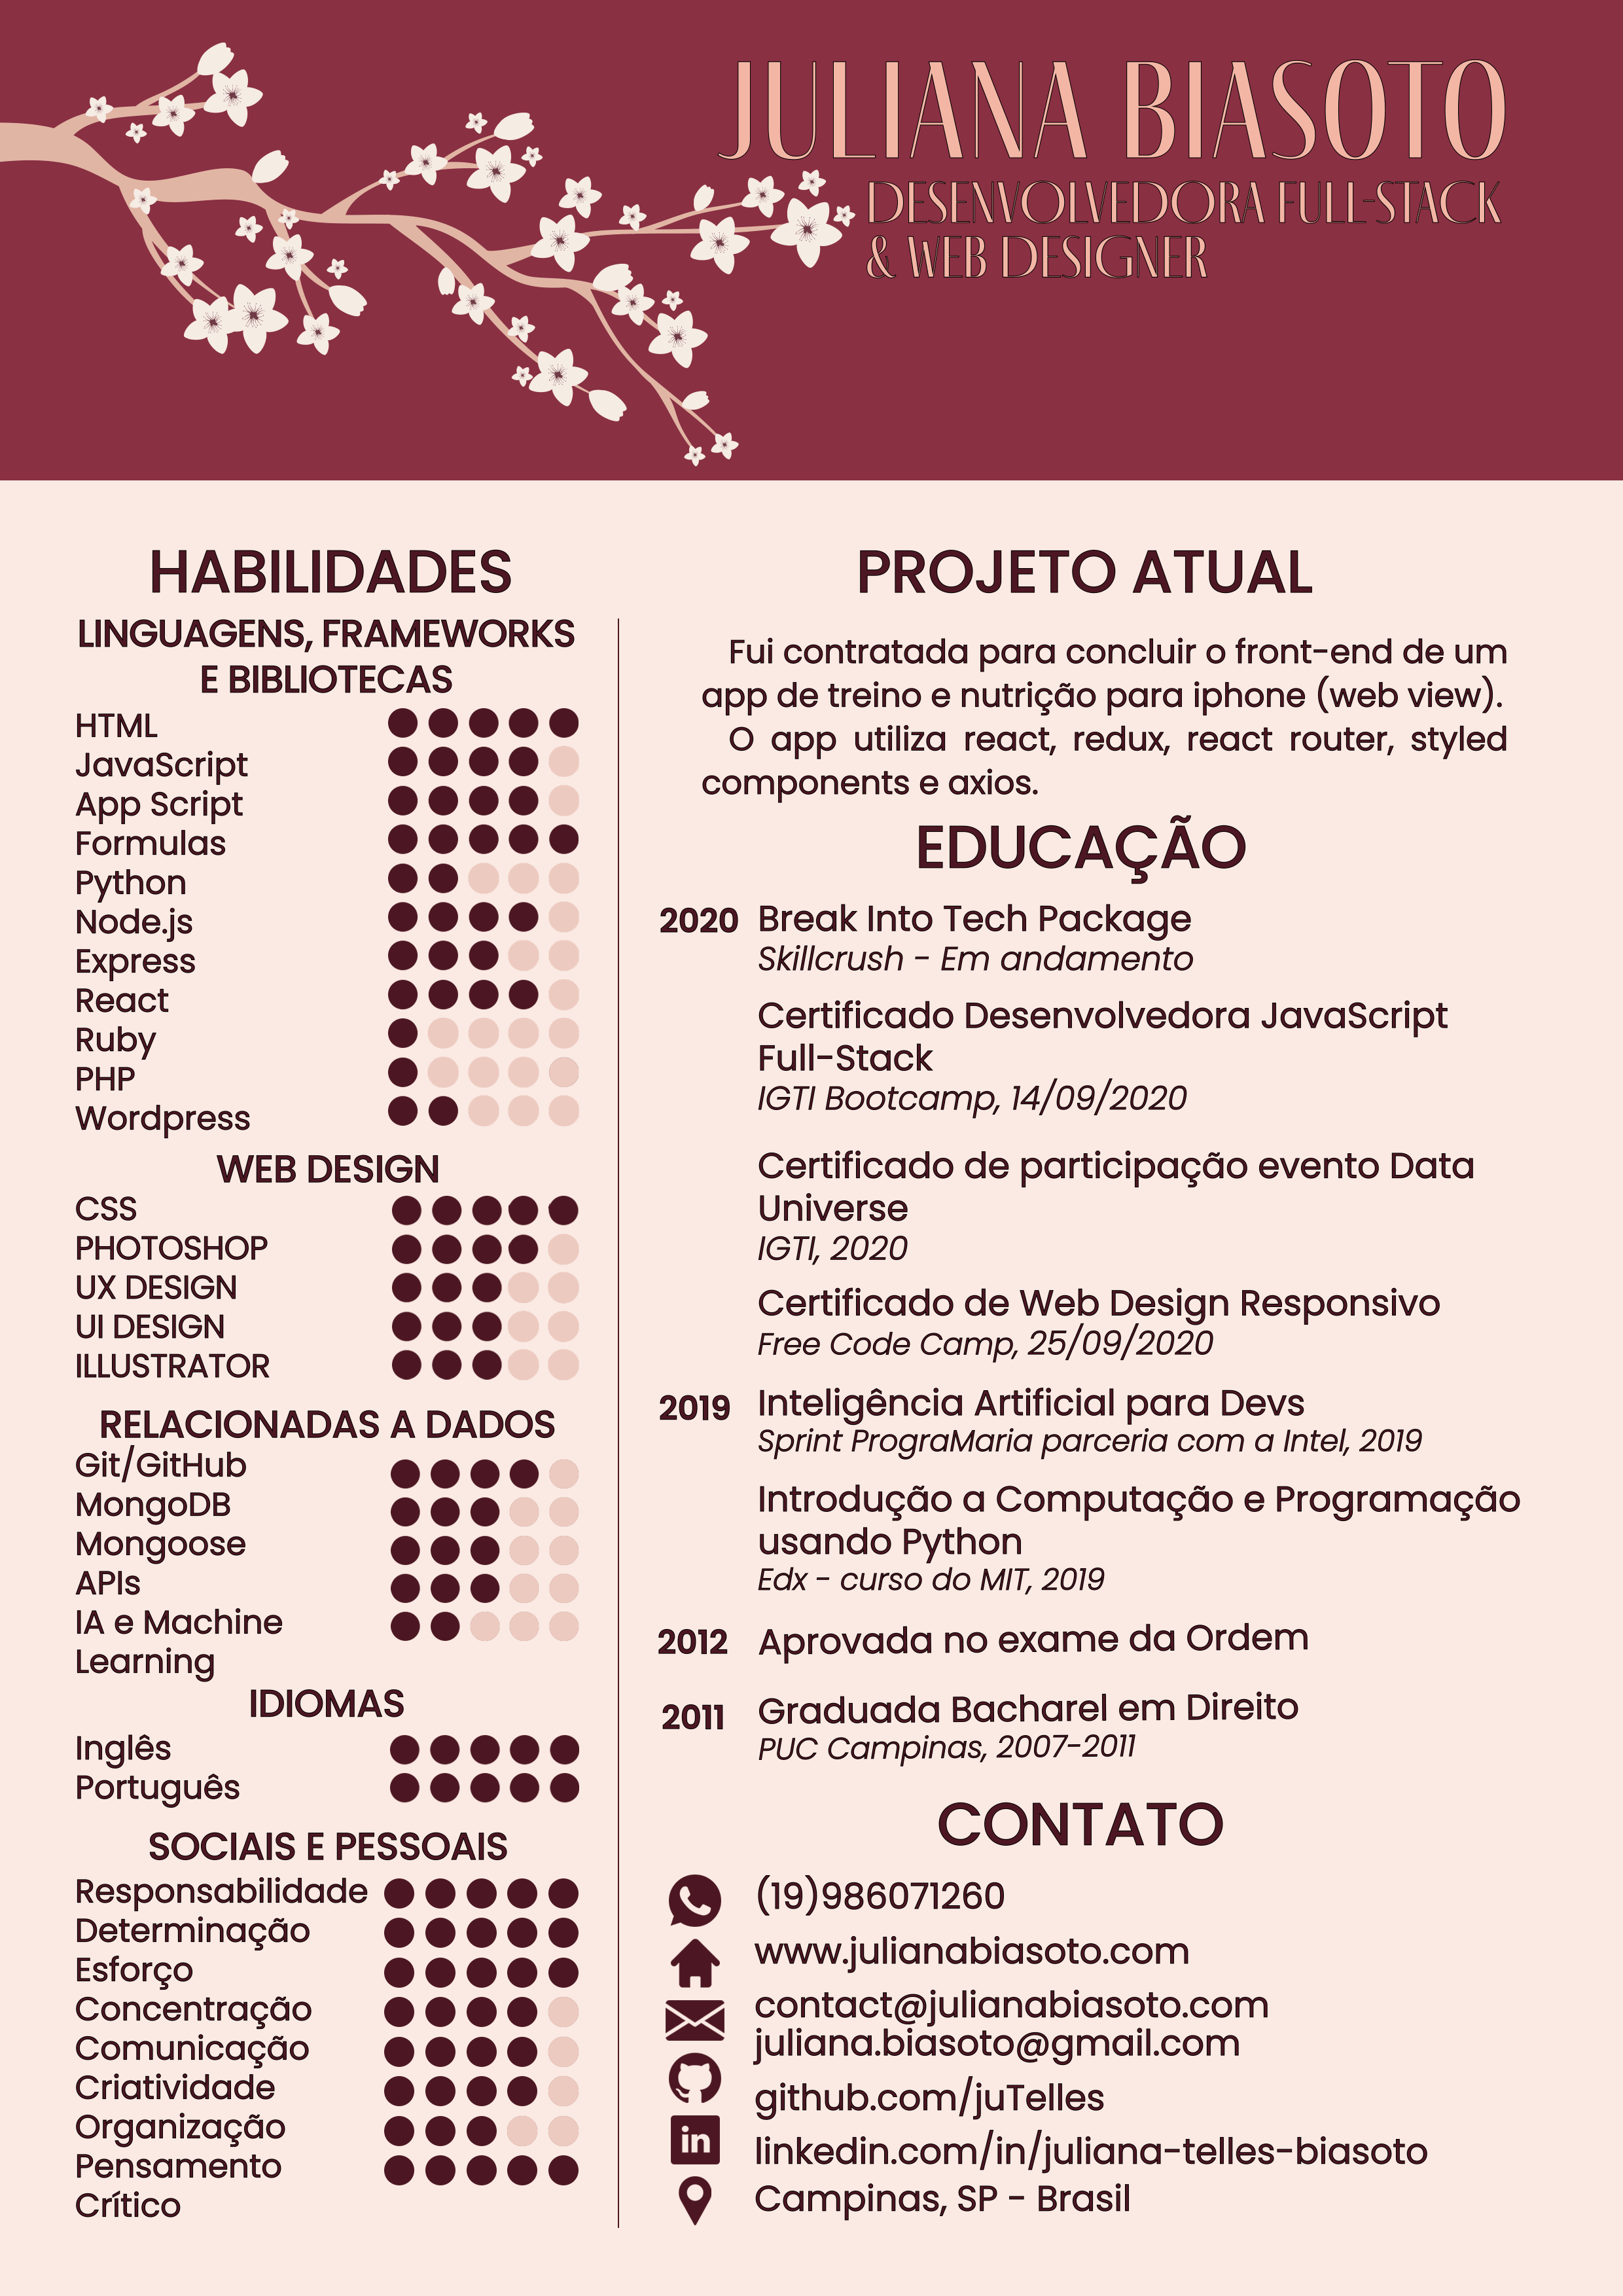 JULIANA BIASOTO
DESENVOLVEDORA FULL-STACK
& WEB DESIGNER
HABILIDADES
LINGUAGENS, FRAMEWORKS
E BIBLIOTECAS
HTML
JavaScript
App Script
Formulas
Python
Node.js
Express
React
Ruby
PHP
Wordpress
WEB DESIGN
CSS
PHOTOSHOP
UX DESIGN
UI DESIGN
ILLUSTRATOR
RELACIONADAS A DADOS
Git/GitHub
MongoDB
Mongoose
APIs
IA e Machine
Learning
IDIOMAS
Inglês
Português
SOCIAIS E PESSOAIS
Responsabilidade
Determinação
Esforço
Concentração
Comunicação
Criatividade
Organização
Pensamento
Crítico
PROJETO ATUAL
Fui contratada para concluir o front-end de um
app de treino e nutrição para iphone (web view).
O app utiliza react, redux, react router, styled
components e axios.
EDUCAÇÃO
2020 Break Into Tech Package
Skillcrush - Em andamento
Certificado Desenvolvedora JavaScript
Full-Stack
IGTI Bootcamp, 14/09/2020
Certificado de participação evento Data
Universe
IGTI, 2020
Certificado de Web Design Responsivo
Free Code Camp, 25/09/2020
2019 Inteligência Artificial para Devs
Sprint PrograMaria parceria com a Intel, 2019
Introdução a Computação e Programação
usando Python
Edx - curso do MIT, 2019
2012 Aprovada no exame da Ordem
2011 Graduada Bacharel em Direito
PUC Campinas, 2007-2011
CONTATO
(19)986071260
www.julianabiasoto.com
contact@julianabiasoto.com
juliana.biasoto@gmail.com
github.com/juTelles
in linkedin.com/in/juliana-telles-biasoto
Campinas, SP - Brasil